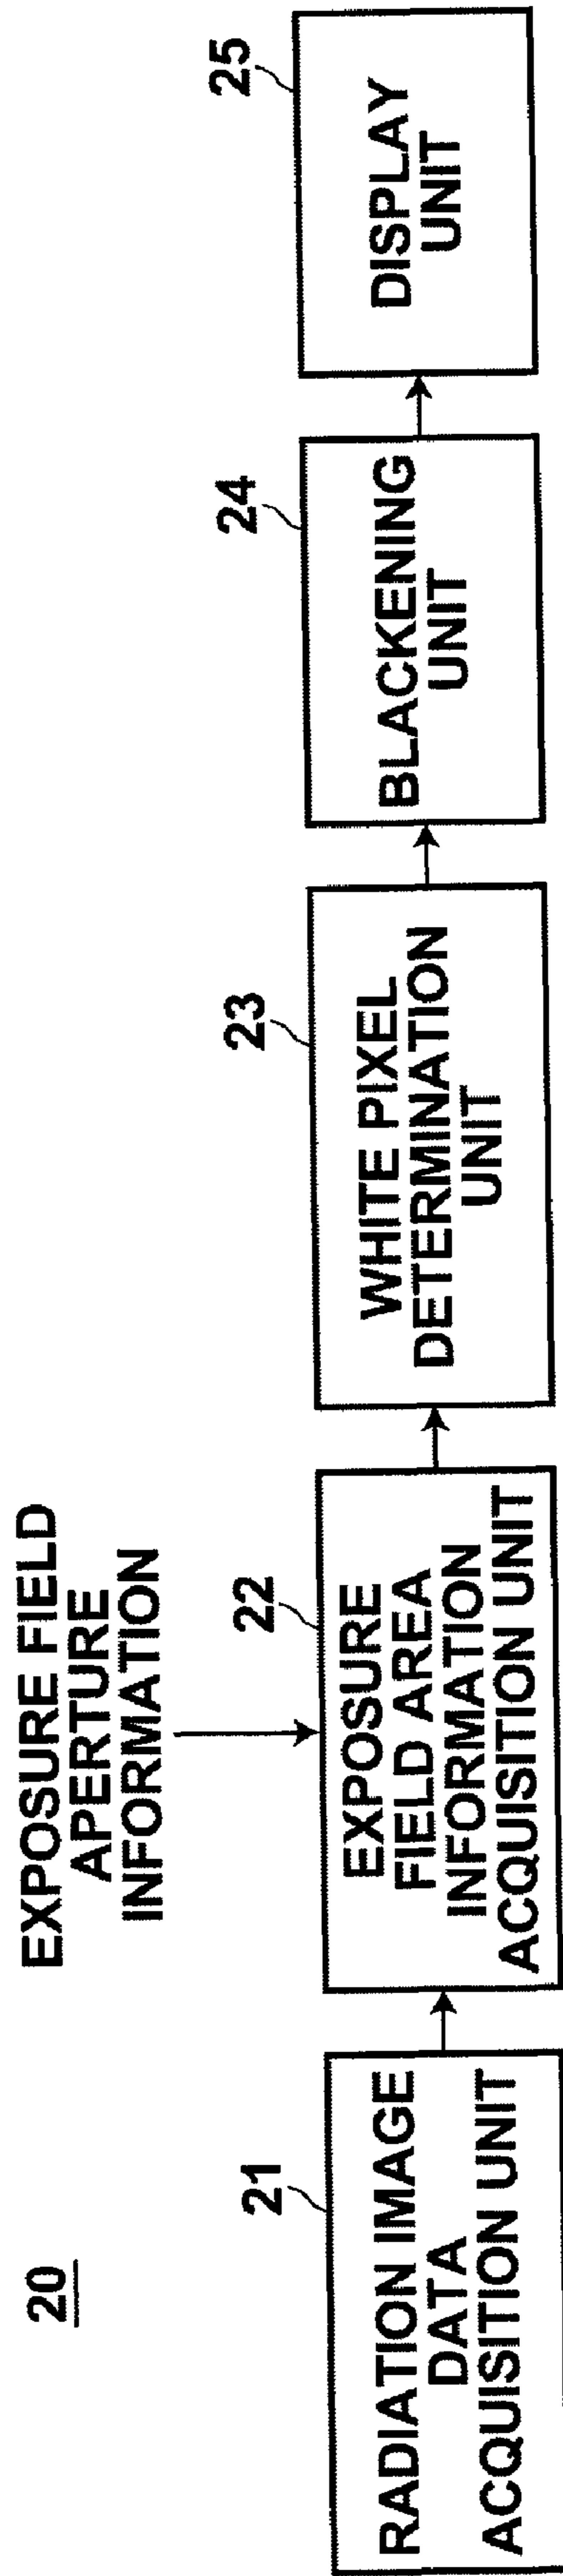 20
EXPOSURE FIELD
APERTURE
INFORMATION
21
RADIATION IMAGE
DATA
ACQUISITION UNIT
22
EXPOSURE
FIELD AREA
INFORMATION
ACQUISITION UNIT
23
WHITE PIXEL
DETERMINATION
UNIT
24
BLACKENING
UNIT
25
DISPLAY
UNIT